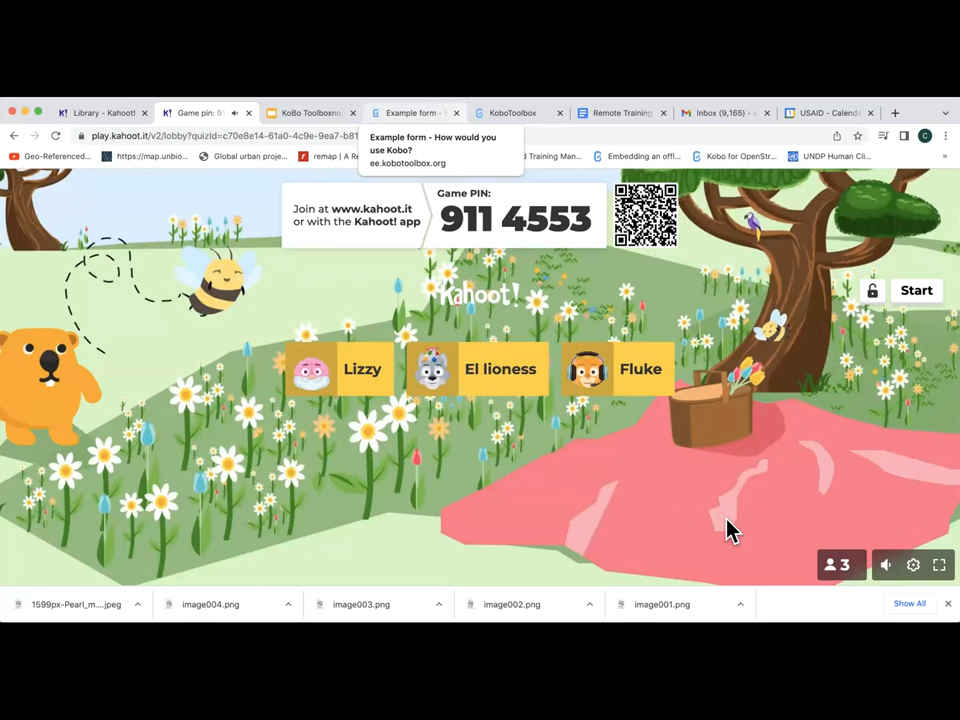 Library - Kahoot!
Game pin: 91
KoBo Toolboxno
Example form -
KoboToolbox
Remote Training
Inbox (9,165) - c
USAID - Calenda
play.kahoot.it/v2/lobby?quizId=c70e8e14-61a0-4c9e-9ea7-b81
Geo-Referenced...
https://map.unbio...
Global urban proje...
remap | A Re
d Training Man...
Embedding an offl...
Kobo for OpenStr...
UNDP Human Cli...
»
Example form - How would you
use Kobo?
ee.kobotoolbox.org
Join at www.kahoot.it
or with the Kahoot! app
Game PIN:
911 4553
Kahoot!
Start
Lizzy
El lioness
Fluke
3
1599px-Pearl_m....jpeg
image004.png
image003.png
image002.png
image001.png
Show All